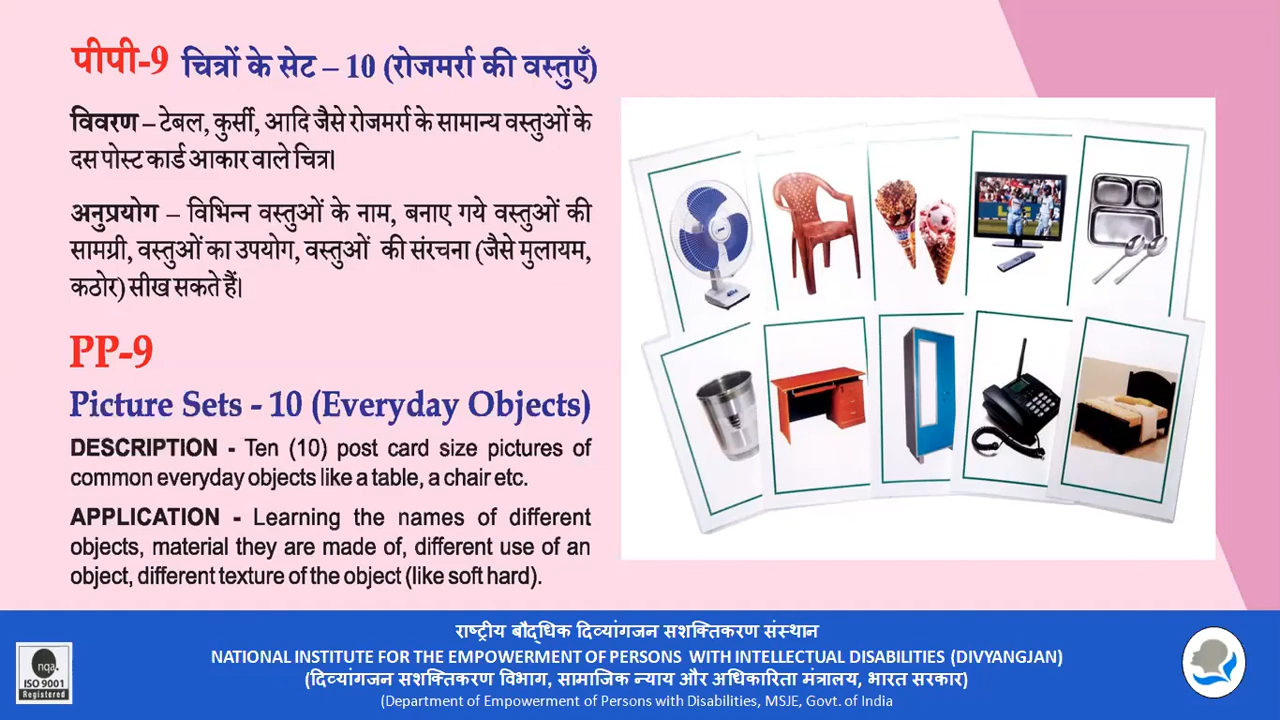 पीपी-9 चित्रों के सेट – 10 (रोजमर्रा की वस्तुएँ)
विवरण – टेबल, कुर्सी, आदि जैसे रोजमर्रा के सामान्य वस्तुओं के
दस पोस्ट कार्ड आकार वाले चित्र।
अनुप्रयोग – विभिन्न वस्तुओं के नाम, बनाए गये वस्तुओं की
सामग्री, वस्तुओं का उपयोग, वस्तुओं की संरचना (जैसे मुलायम,
कठोर) सीख सकते हैं।
PP-9
Picture Sets - 10 (Everyday Objects)
DESCRIPTION - Ten (10) post card size pictures of
common everyday objects like a table, a chair etc.
APPLICATION - Learning the names of different
objects, material they are made of, different use of an
object, different texture of the object (like soft hard).
राष्ट्रीय बौद्धिक दिव्यांगजन सशक्तिकरण संस्थान
NATIONAL INSTITUTE FOR THE EMPOWERMENT OF PERSONS WITH INTELLECTUAL DISABILITIES (DIVYANGJAN)
(दिव्यांगजन सशक्तिकरण विभाग, सामाजिक न्याय और अधिकारिता मंत्रालय, भारत सरकार)
(Department of Empowerment of Persons with Disabilities, MSJE, Govt. of India
nqa.
ISO 9001
Registered